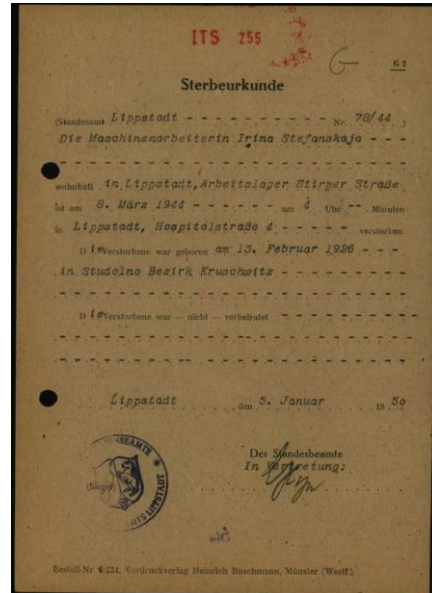 ITS 255
G
G 2
Sterbeurkunde
(Standesamt Lippstadt - - - - - - - - - - Nr. 78/44 .)
Die Maschinenarbeiterin Irina Stefanskaja - - -
wohnhaft in Lippstadt, Arbeitslager Stirper Straße
ist am 8. März 1944 - - - - - - um 4 Uhr -- Minuten
in Lippstadt, Hospitalstraße 4 - - - - - verstorben.
Die Verstorbene war geboren am 13. Februar 1926 - - - -
in Studolno Bezirk Kruschwitz - - - - - - - - -
Die Verstorbene war — nicht — verheiratet - - - - - - - - -
Lippstadt, den 5. Januar 1950
Der Standesbeamte
In Vertretung:
(Siegel)
Bestell-Nr. G 234, Vordruckverlag Heinrich Buschmann, Münster (Westf.)